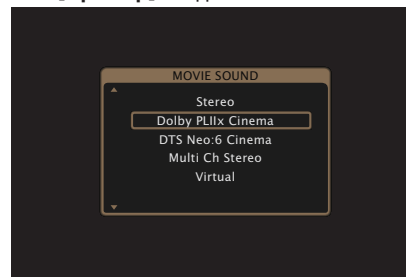 MOVIE SOUND
Stereo
Dolby PLIIx Cinema
DTS Neo:6 Cinema
Multi Ch Stereo
Virtual